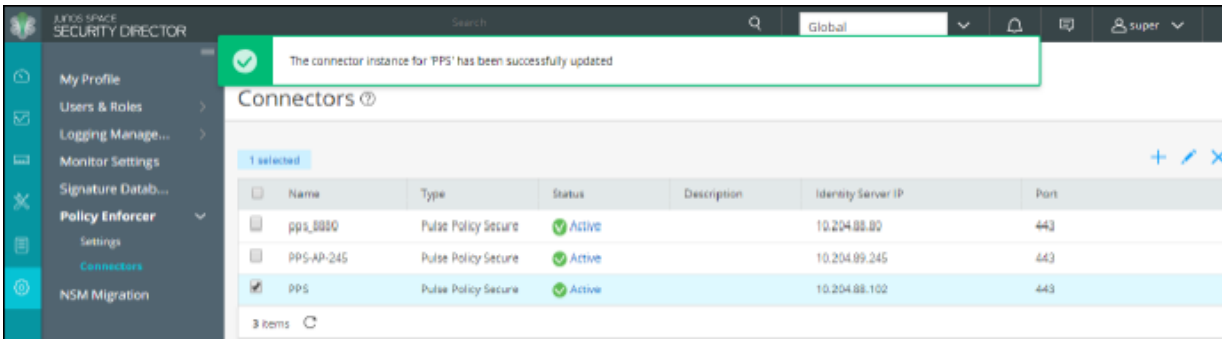 JUNOS SPACE
SECURITY DIRECTOR
Search
Global
super
The connector instance for 'PPS' has been successfully updated
My Profile
Users & Roles
Logging Manage...
Monitor Settings
Signature Datab...
Policy Enforcer
Settings
Connectors
NSM Migration
Connectors
1 selected
Name Type Status Description Identity Server IP Port
pps_8880 Pulse Policy Secure Active 10.204.88.80 443
PPS-AP-245 Pulse Policy Secure Active 10.204.89.245 443
PPS Pulse Policy Secure Active 10.204.88.102 443
3 items